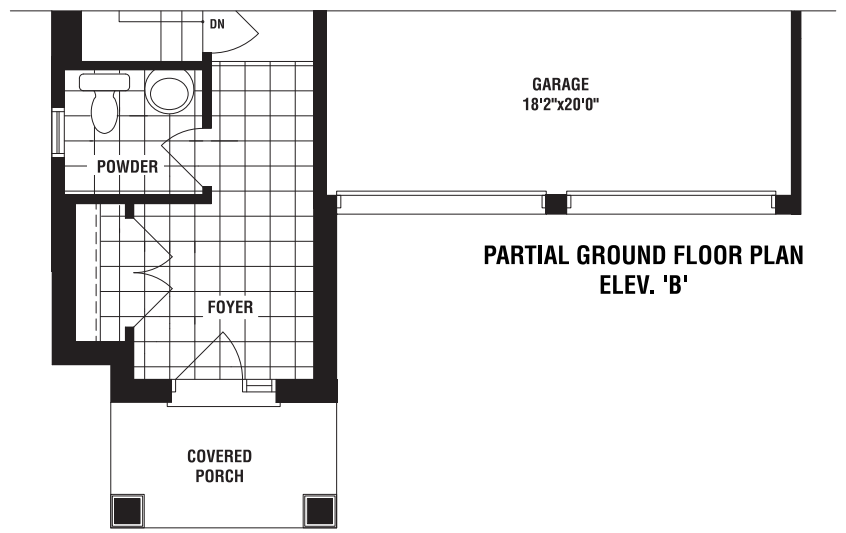 DN
GARAGE
18'2"x20'0"
POWDER
PARTIAL GROUND FLOOR PLAN
ELEV. 'B'
FOYER
COVERED
PORCH